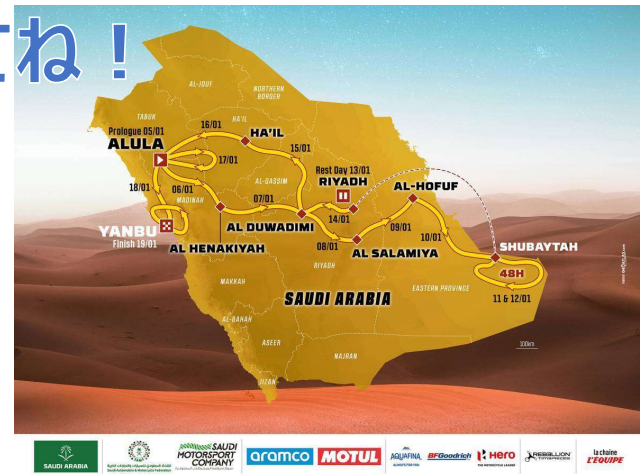 ね！
AL-JOUF
NORTHERN
BORDER
TABUK
HA'IL
Prologue 05/01
ALULA
16/01
HA'IL
17/01
15/01
18/01
06/01
MADINAH
AL-QASSIM
07/01
Rest Day 13/01
RIYADH
14/01
AL-HOFUF
YANBU
Finish 19/01
AL HENAKIYAH
AL DUWADIMI
08/01
09/01
AL SALAMIYA
10/01
SHUBAYTAH
48H
11 & 12/01
RIYADH
MAKKAH
EASTERN PROVINCE
SAUDI ARABIA
AL-BAHAH
ASEER
NAJRAN
JIZAN
100km
SAUDI ARABIA
SAUDI
MOTORSPORT
COMPANY
aramco
MOTUL
AQUAFINA
BFGoodrich
Hero
REBELLION
TIMEPIECES
la chaine
L'EQUIPE